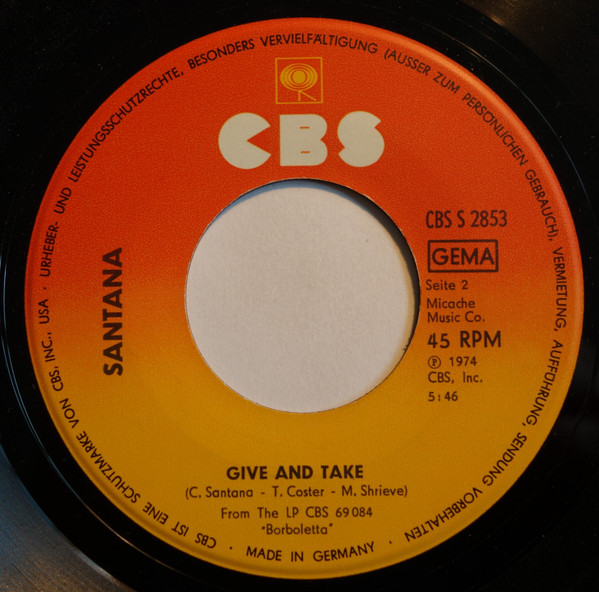 URHEBER- UND LEISTUNGSSCHUTZRECHTE, BESONDERS VERVIELFÄLTIGUNG (AUSSER ZUM PERSÖNLICHEN GEBRAUCH), VERMIETUNG, AUFFÜHRUNG, SENDUNG VORBEHALTEN
CBS
CBS S 2853
GEMA
Seite 2
Micache
Music Co.
45 RPM
Ⓟ 1974
CBS, Inc.
5:46
SANTANA
GIVE AND TAKE
(C. Santana - T. Coster - M. Shrieve)
From The LP CBS 69 084
"Borboletta"
· MADE IN GERMANY ·
CBS IST EINE SCHUTZMARKE VON CBS, INC., USA ·